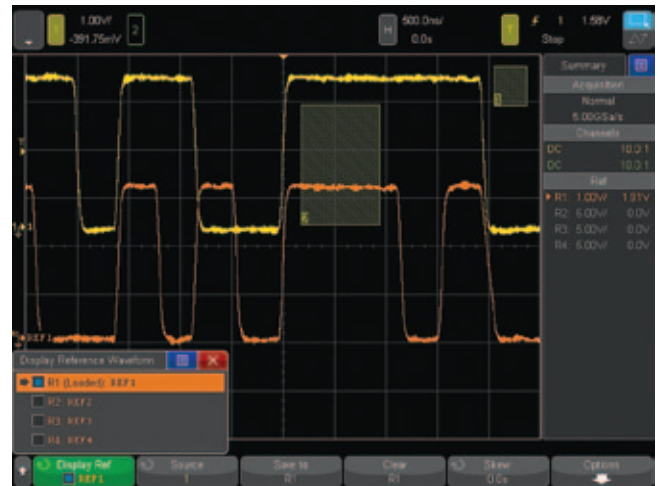 1 1.00V/
-391.75mV
2
H 500.0ns/
0.0s
T
1 1.58V
Stop
Summary
Acquisition
Normal
5.00GSa/s
Channels
DC 10.0:1
DC 10.0:1
Ref
R1: 1.00V/ 1.91V
R2: 5.00V/ 0.0V
R3: 5.00V/ 0.0V
R4: 5.00V/ 0.0V
T
1
2
REF1
Display Reference Waveform
R1 (Loaded): REF1
R2: REF2
R3: REF3
R4: REF4
Display Ref
REF1
Source
1
Save to
R1
Clear
R1
Skew
0.0s
Options